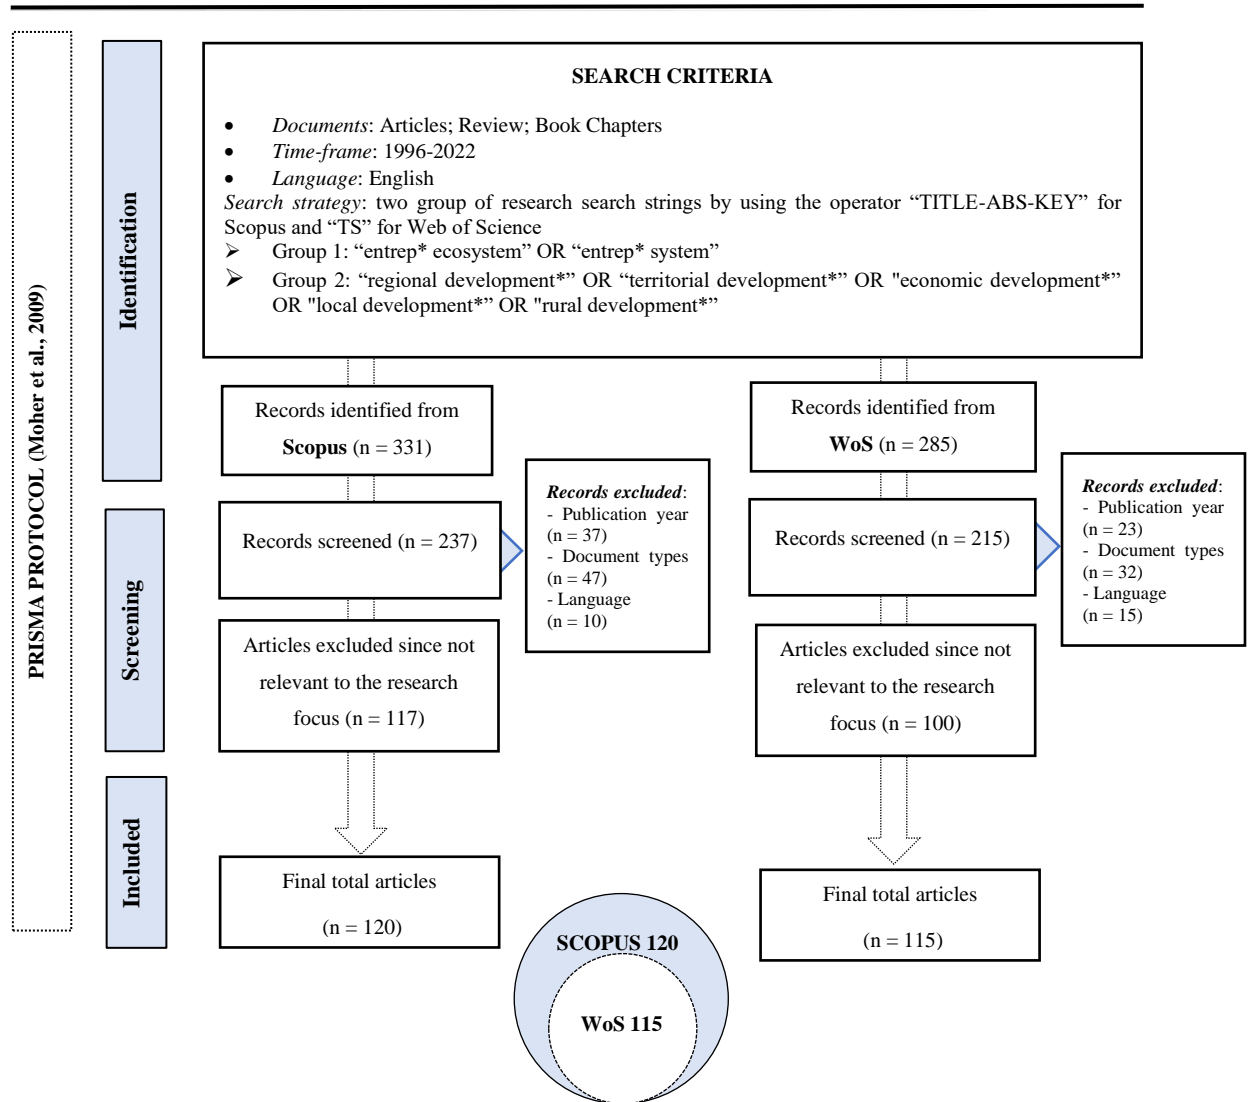 PRISMA PROTOCOL (Moher et al., 2009)
Identification
SEARCH CRITERIA
• Documents: Articles; Review; Book Chapters
• Time-frame: 1996-2022
• Language: English
Search strategy: two group of research search strings by using the operator “TITLE-ABS-KEY” for
Scopus and “TS” for Web of Science
➢ Group 1: “entrep* ecosystem” OR “entrep* system”
➢ Group 2: “regional development*” OR “territorial development*” OR "economic development*”
OR "local development*” OR "rural development*”
Records identified from
Scopus (n = 331)
Records identified from
WoS (n = 285)
Screening
Records screened (n = 237)
Records excluded:
- Publication year
(n = 37)
- Document types
(n = 47)
- Language
(n = 10)
Records screened (n = 215)
Records excluded:
- Publication year
(n = 23)
- Document types
(n = 32)
- Language
(n = 15)
Articles excluded since not
relevant to the research
focus (n = 117)
Articles excluded since not
relevant to the research
focus (n = 100)
Included
Final total articles
(n = 120)
Final total articles
(n = 115)
SCOPUS 120
WoS 115